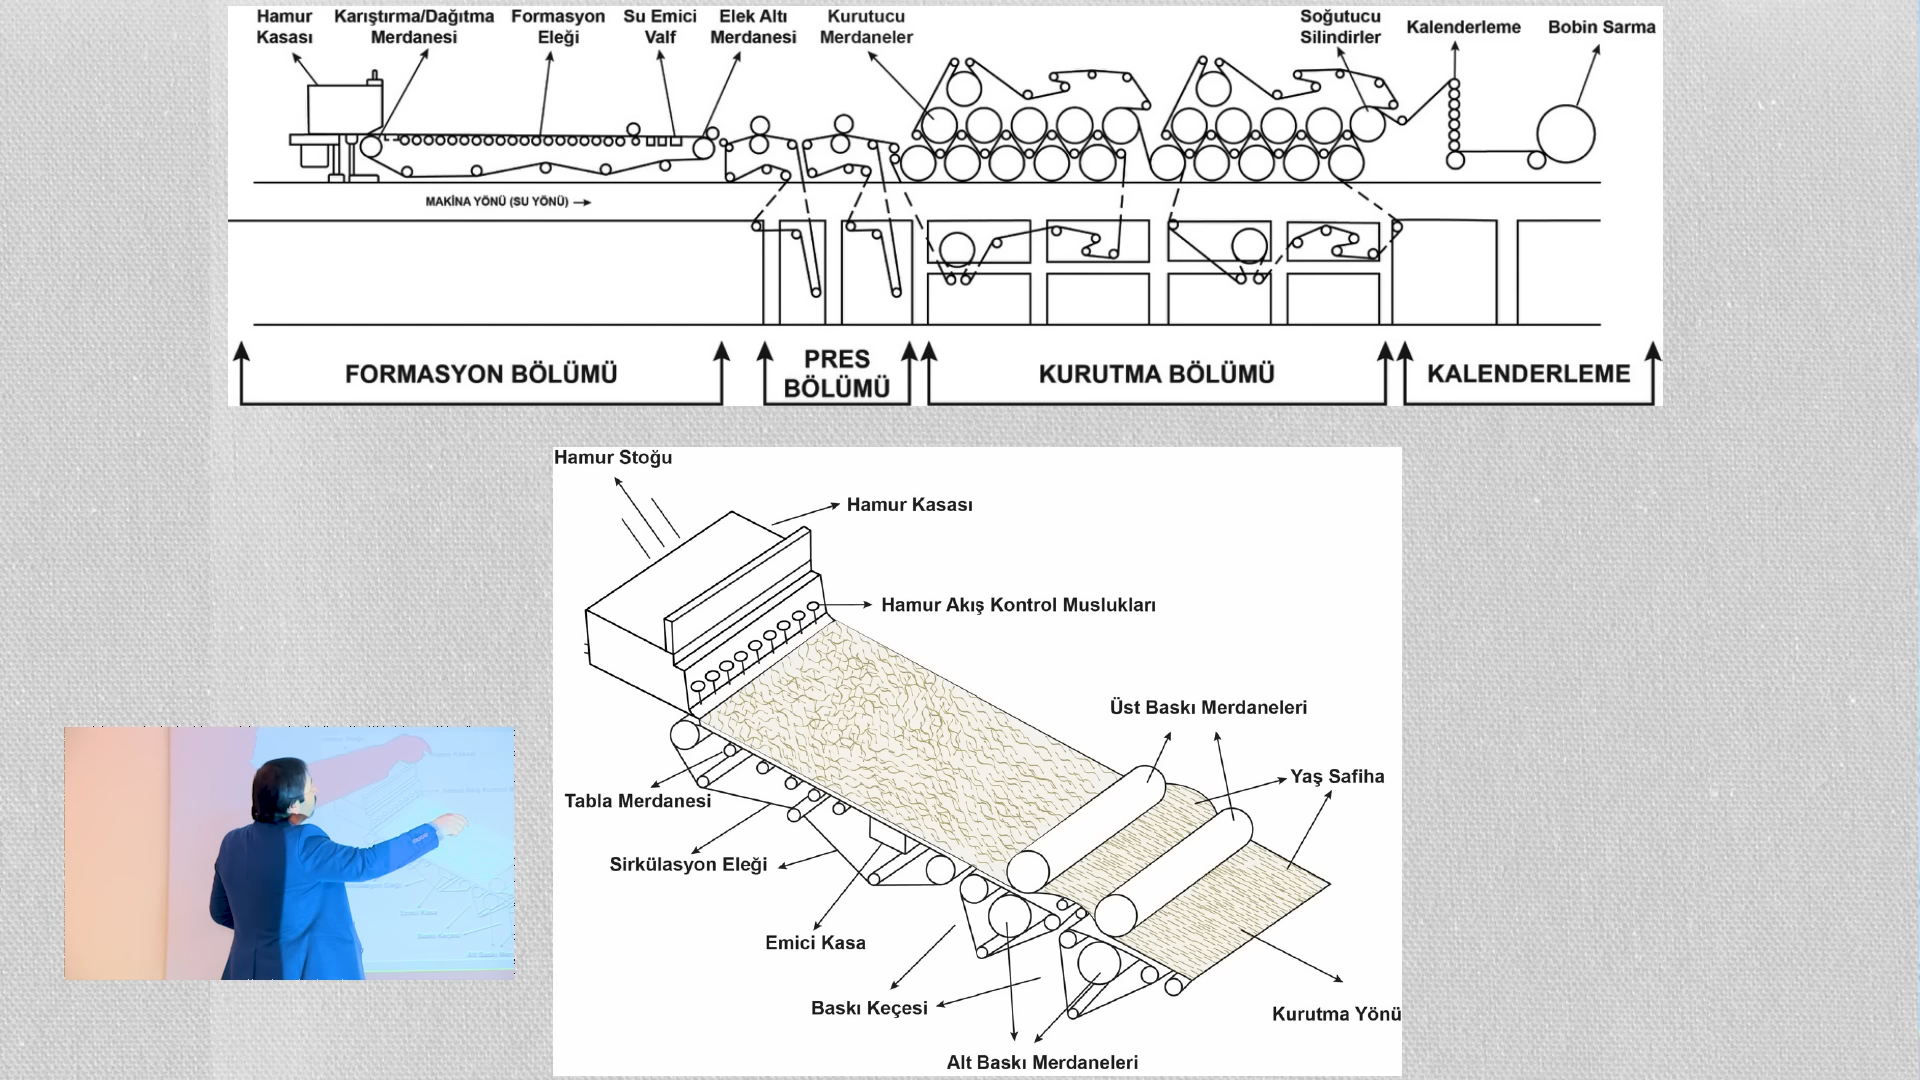 Hamur
Kasası
Karıştırma/Dağıtma
Merdanesi
Formasyon
Eleği
Su Emici
Valf
Elek Altı
Merdanesi
Kurutucu
Merdaneler
Soğutucu
Silindirler
Kalenderleme
Bobin Sarma
MAKİNA YÖNÜ (SU YÖNÜ)
FORMASYON BÖLÜMÜ
PRES
BÖLÜMÜ
KURUTMA BÖLÜMÜ
KALENDERLEME
Hamur Stoğu
Hamur Kasası
Hamur Akış Kontrol Muslukları
Üst Baskı Merdaneleri
Yaş Safiha
Tabla Merdanesi
Sirkülasyon Eleği
Emici Kasa
Baskı Keçesi
Kurutma Yönü
Alt Baskı Merdaneleri